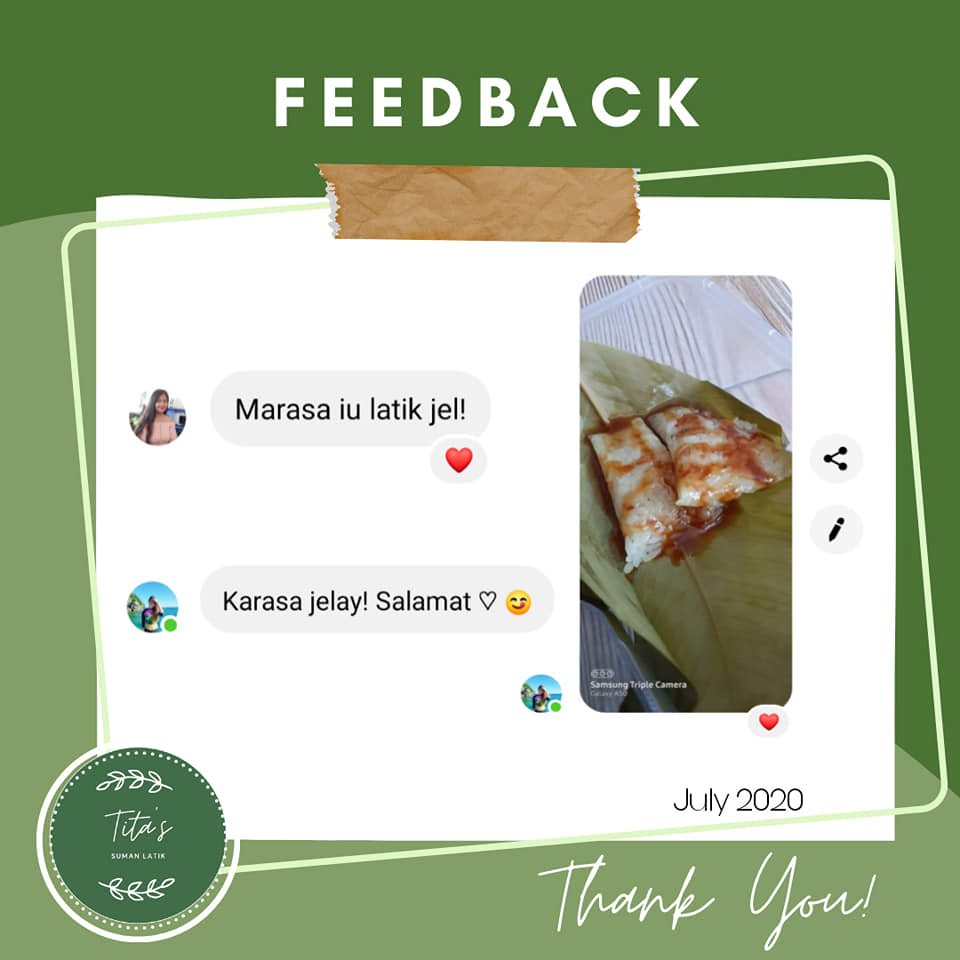 FEEDBACK
Marasa iu latik jel!
Karasa jelay! Salamat ♡ 😋
Samsung Triple Camera
Galaxy A50
July 2020
Tita's
SUMAN LATIK
Thank You!